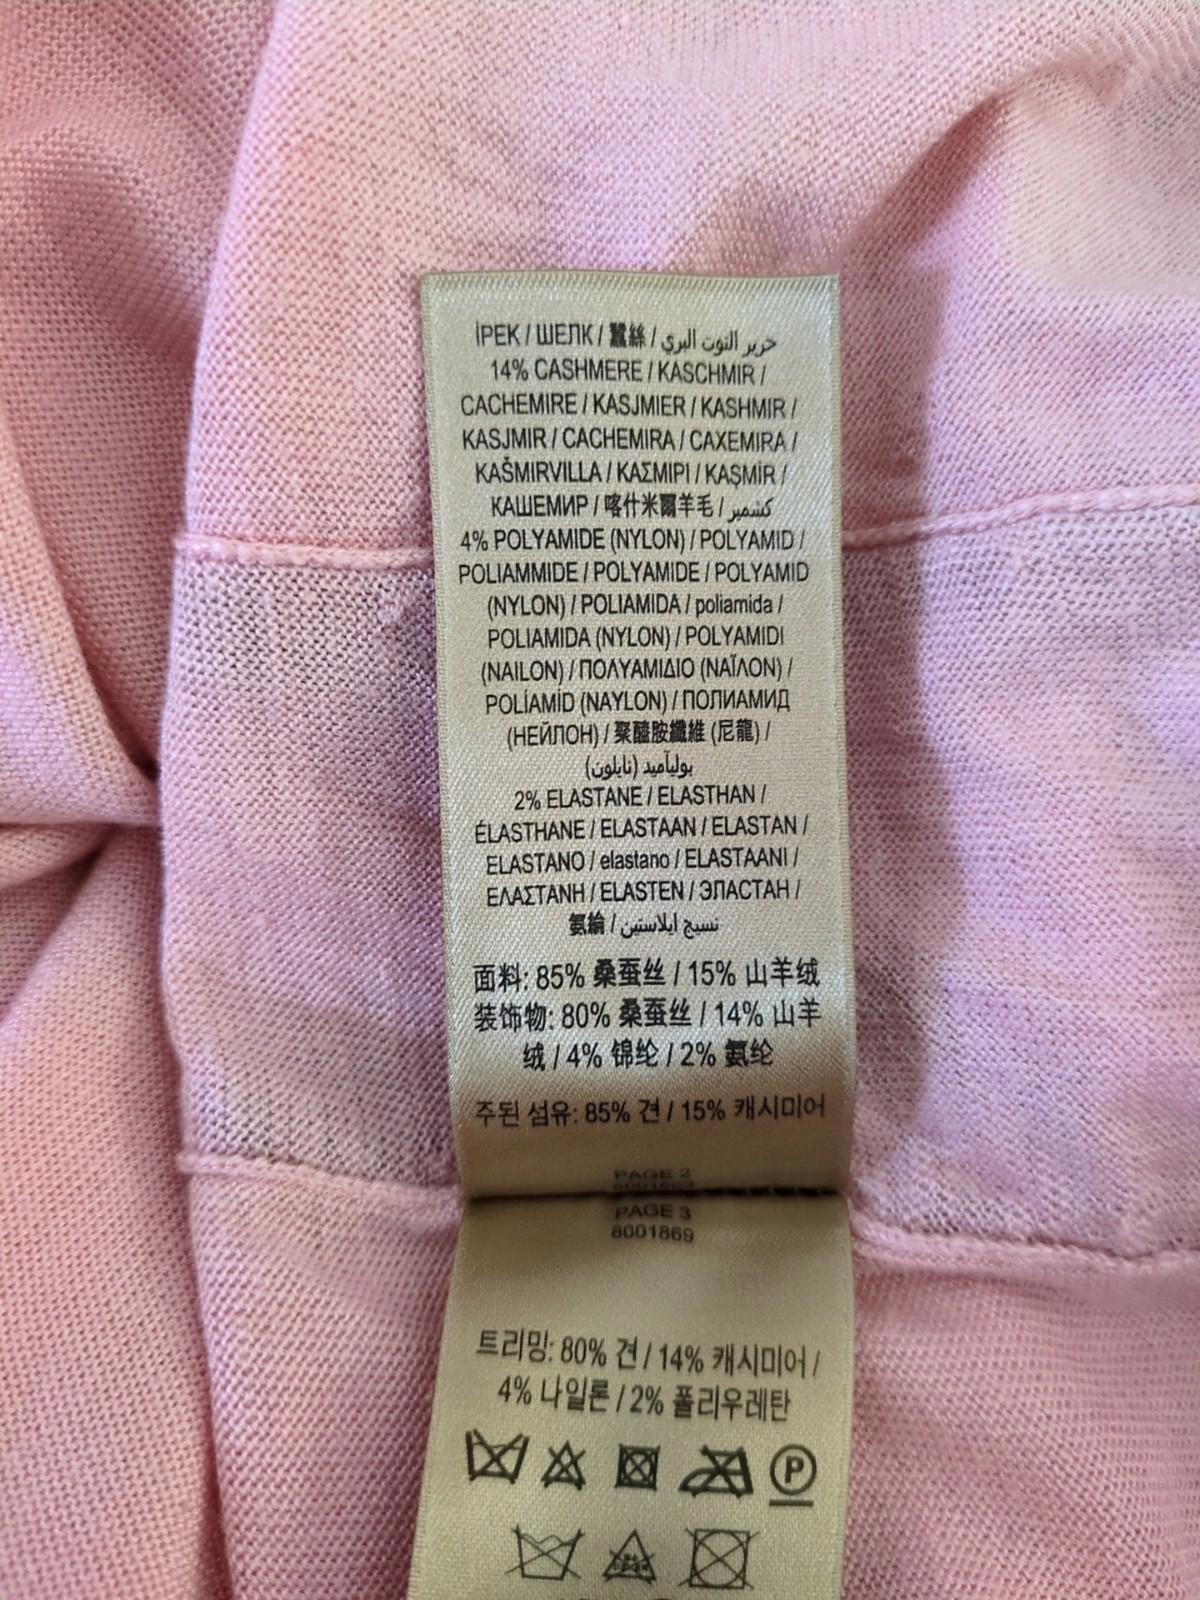 İPEK / ШЕЛК / 蠶絲 / حرير التوت البري
14% CASHMERE / KASCHMIR /
CACHEMIRE / KASJMIER / KASHMIR /
KASJMIR / CACHEMIRA / CAXEMIRA /
KAŠMIRVILLA / ΚΑΣΜΙΡΙ / KAŞMİR /
КАШЕМИР / 喀什米爾羊毛 / كشمير
4% POLYAMIDE (NYLON) / POLYAMID /
POLIAMMIDE / POLYAMIDE / POLYAMID
(NYLON) / POLIAMIDA / poliamida /
POLIAMIDA (NYLON) / POLYAMIDI
(NAILON) / ΠΟΛΥΑΜΙΔΙΟ (ΝΑΪΛΟΝ) /
POLİAMİD (NAYLON) / ПОЛИАМИД
(НЕЙЛОН) / 聚醯胺纖維 (尼龍) /
بوليآميد (نايلون)
2% ELASTANE / ELASTHAN /
ÉLASTHANE / ELASTAAN / ELASTAN /
ELASTANO / elastano / ELASTAANI /
ΕΛΑΣΤΑΝΗ / ELASTEN / ЭЛАСТАН /
氨綸 / نسيج ايلاستين
面料: 85% 桑蚕丝 / 15% 山羊绒
装饰物: 80% 桑蚕丝 / 14% 山羊
绒 / 4% 锦纶 / 2% 氨纶
주된 섬유: 85% 견 / 15% 캐시미어
PAGE 2
8001869
PAGE 3
8001869
트리밍: 80% 견 / 14% 캐시미어 /
4% 나일론 / 2% 폴리우레탄
P